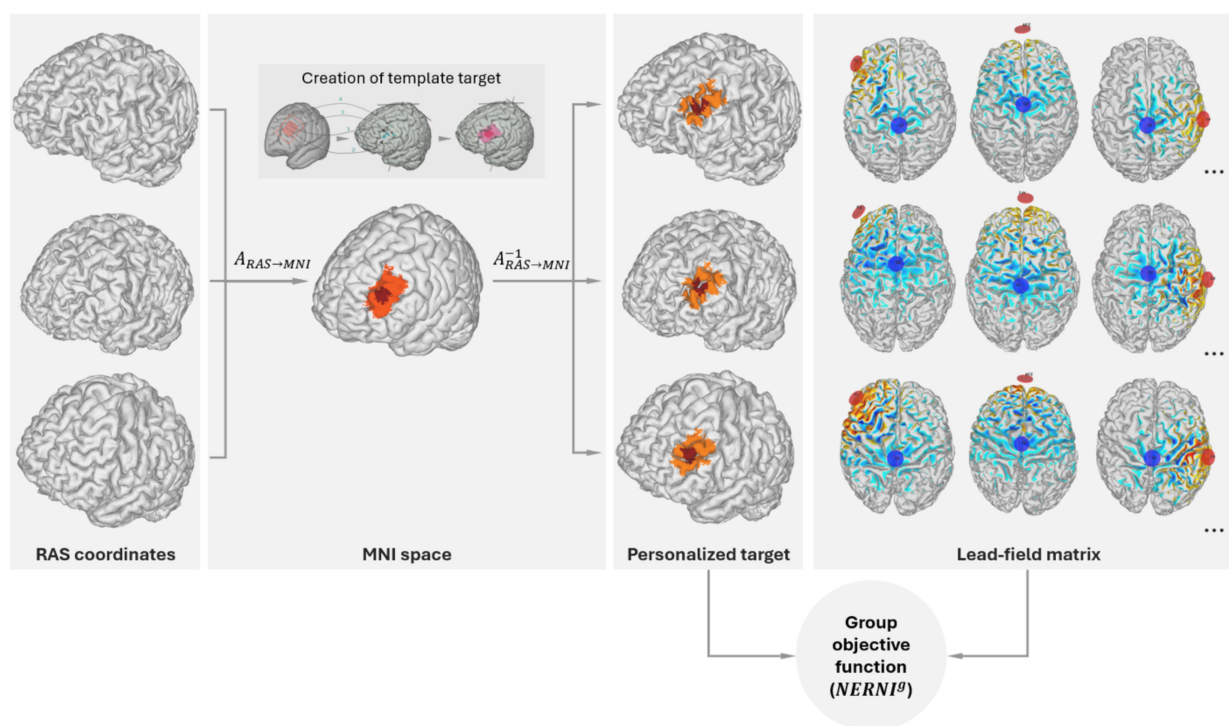 Creation of template target
A_{RAS→MNI}
A^{-1}_{RAS→MNI}
...
...
...
RAS coordinates
MNI space
Personalized target
Lead-field matrix
Group
objective
function
(NERNI^g)